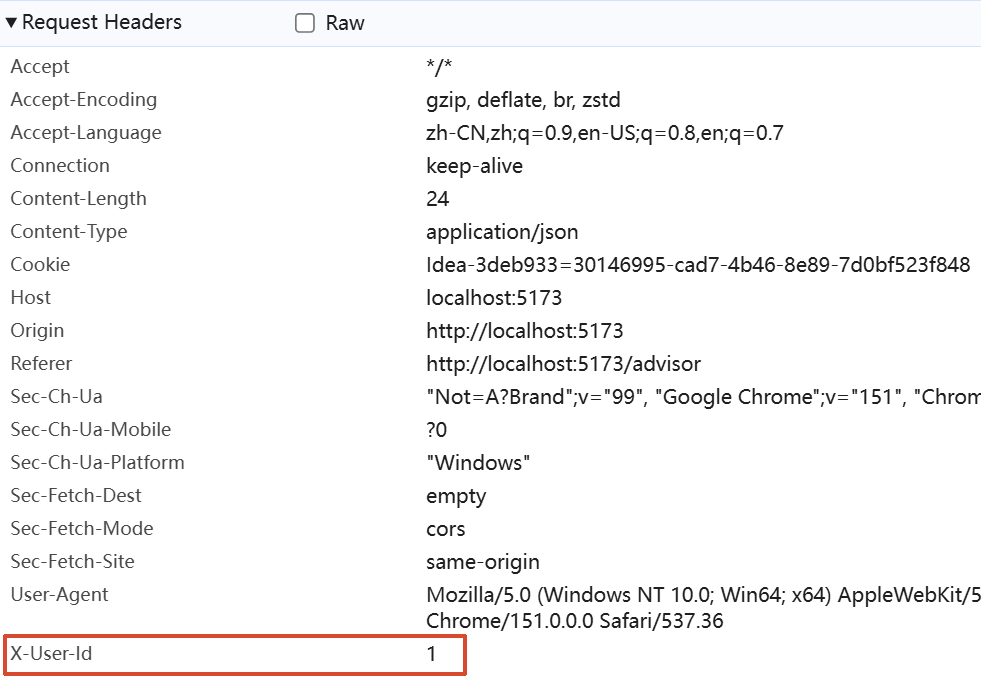 ▼ Request Headers Raw
Accept */*
Accept-Encoding gzip, deflate, br, zstd
Accept-Language zh-CN,zh;q=0.9,en-US;q=0.8,en;q=0.7
Connection keep-alive
Content-Length 24
Content-Type application/json
Cookie Idea-3deb933=30146995-cad7-4b46-8e89-7d0bf523f848
Host localhost:5173
Origin http://localhost:5173
Referer http://localhost:5173/advisor
Sec-Ch-Ua "Not=A?Brand";v="99", "Google Chrome";v="151", "Chrom
Sec-Ch-Ua-Mobile ?0
Sec-Ch-Ua-Platform "Windows"
Sec-Fetch-Dest empty
Sec-Fetch-Mode cors
Sec-Fetch-Site same-origin
User-Agent Mozilla/5.0 (Windows NT 10.0; Win64; x64) AppleWebKit/5
Chrome/151.0.0.0 Safari/537.36
X-User-Id 1